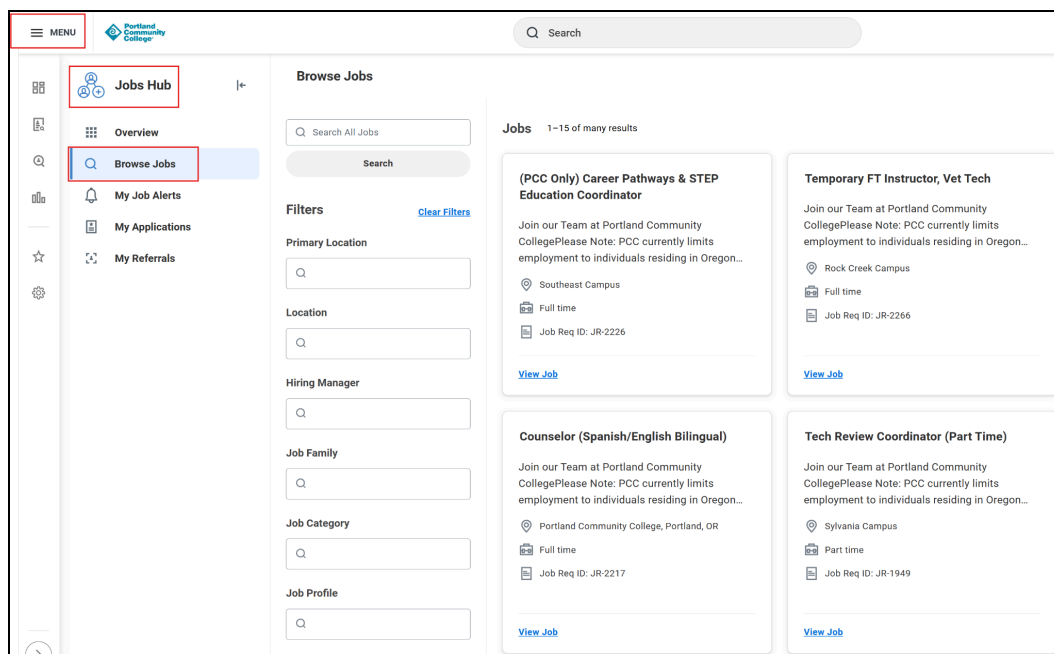 MENU
Portland
Community
College
Search
Jobs Hub
Overview
Browse Jobs
My Job Alerts
My Applications
My Referrals
Browse Jobs
Search All Jobs
Search
Filters
Clear Filters
Primary Location
Location
Hiring Manager
Job Family
Job Category
Job Profile
Jobs 1–15 of many results
(PCC Only) Career Pathways & STEP
Education Coordinator
Join our Team at Portland Community
CollegePlease Note: PCC currently limits
employment to individuals residing in Oregon...
Southeast Campus
Full time
Job Req ID: JR-2226
View Job
Temporary FT Instructor, Vet Tech
Join our Team at Portland Community
CollegePlease Note: PCC currently limits
employment to individuals residing in Oregon...
Rock Creek Campus
Full time
Job Req ID: JR-2266
View Job
Counselor (Spanish/English Bilingual)
Join our Team at Portland Community
CollegePlease Note: PCC currently limits
employment to individuals residing in Oregon...
Portland Community College, Portland, OR
Full time
Job Req ID: JR-2217
View Job
Tech Review Coordinator (Part Time)
Join our Team at Portland Community
CollegePlease Note: PCC currently limits
employment to individuals residing in Oregon...
Sylvania Campus
Part time
Job Req ID: JR-1949
View Job